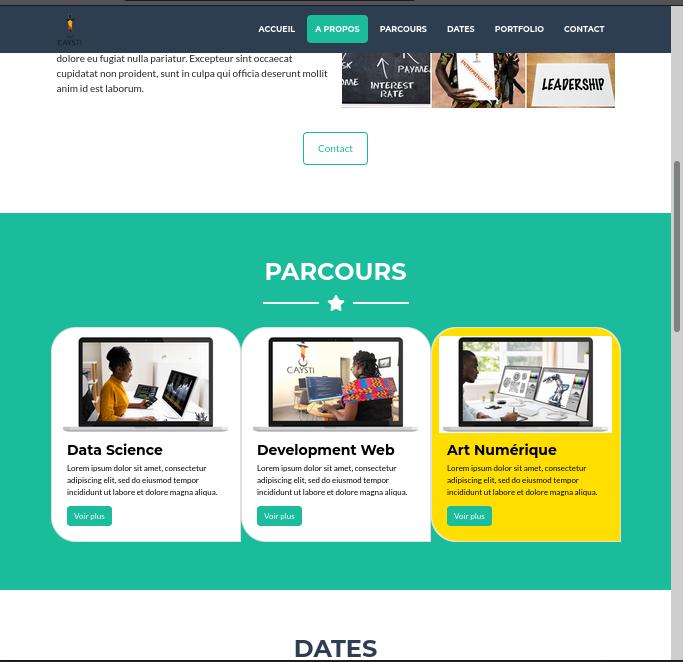 CAYSTI
ACCUEIL
A PROPOS
PARCOURS
DATES
PORTFOLIO
CONTACT
dolore eu fugiat nulla pariatur. Excepteur sint occaecat
cupidatat non proident, sunt in culpa qui officia deserunt mollit
anim id est laborum.
INTEREST
RATE
LEADERSHIP
Contact
PARCOURS
CAYSTI
Data Science
Lorem ipsum dolor sit amet, consectetur
adipiscing elit, sed do eiusmod tempor
incididunt ut labore et dolore magna aliqua.
Voir plus
Development Web
Lorem ipsum dolor sit amet, consectetur
adipiscing elit, sed do eiusmod tempor
incididunt ut labore et dolore magna aliqua.
Voir plus
Art Numérique
Lorem ipsum dolor sit amet, consectetur
adipiscing elit, sed do eiusmod tempor
incididunt ut labore et dolore magna aliqua.
Voir plus
DATES